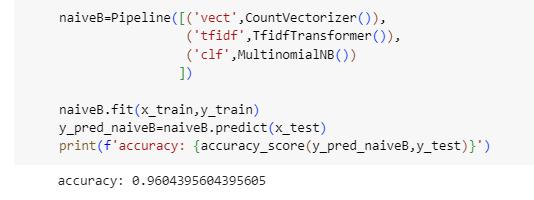 naiveB=Pipeline([('vect',CountVectorizer()),
('tfidf',TfidfTransformer()),
('clf',MultinomialNB())
])
naiveB.fit(x_train,y_train)
y_pred_naiveB=naiveB.predict(x_test)
print(f'accuracy: {accuracy_score(y_pred_naiveB,y_test)}')
accuracy: 0.9604395604395605